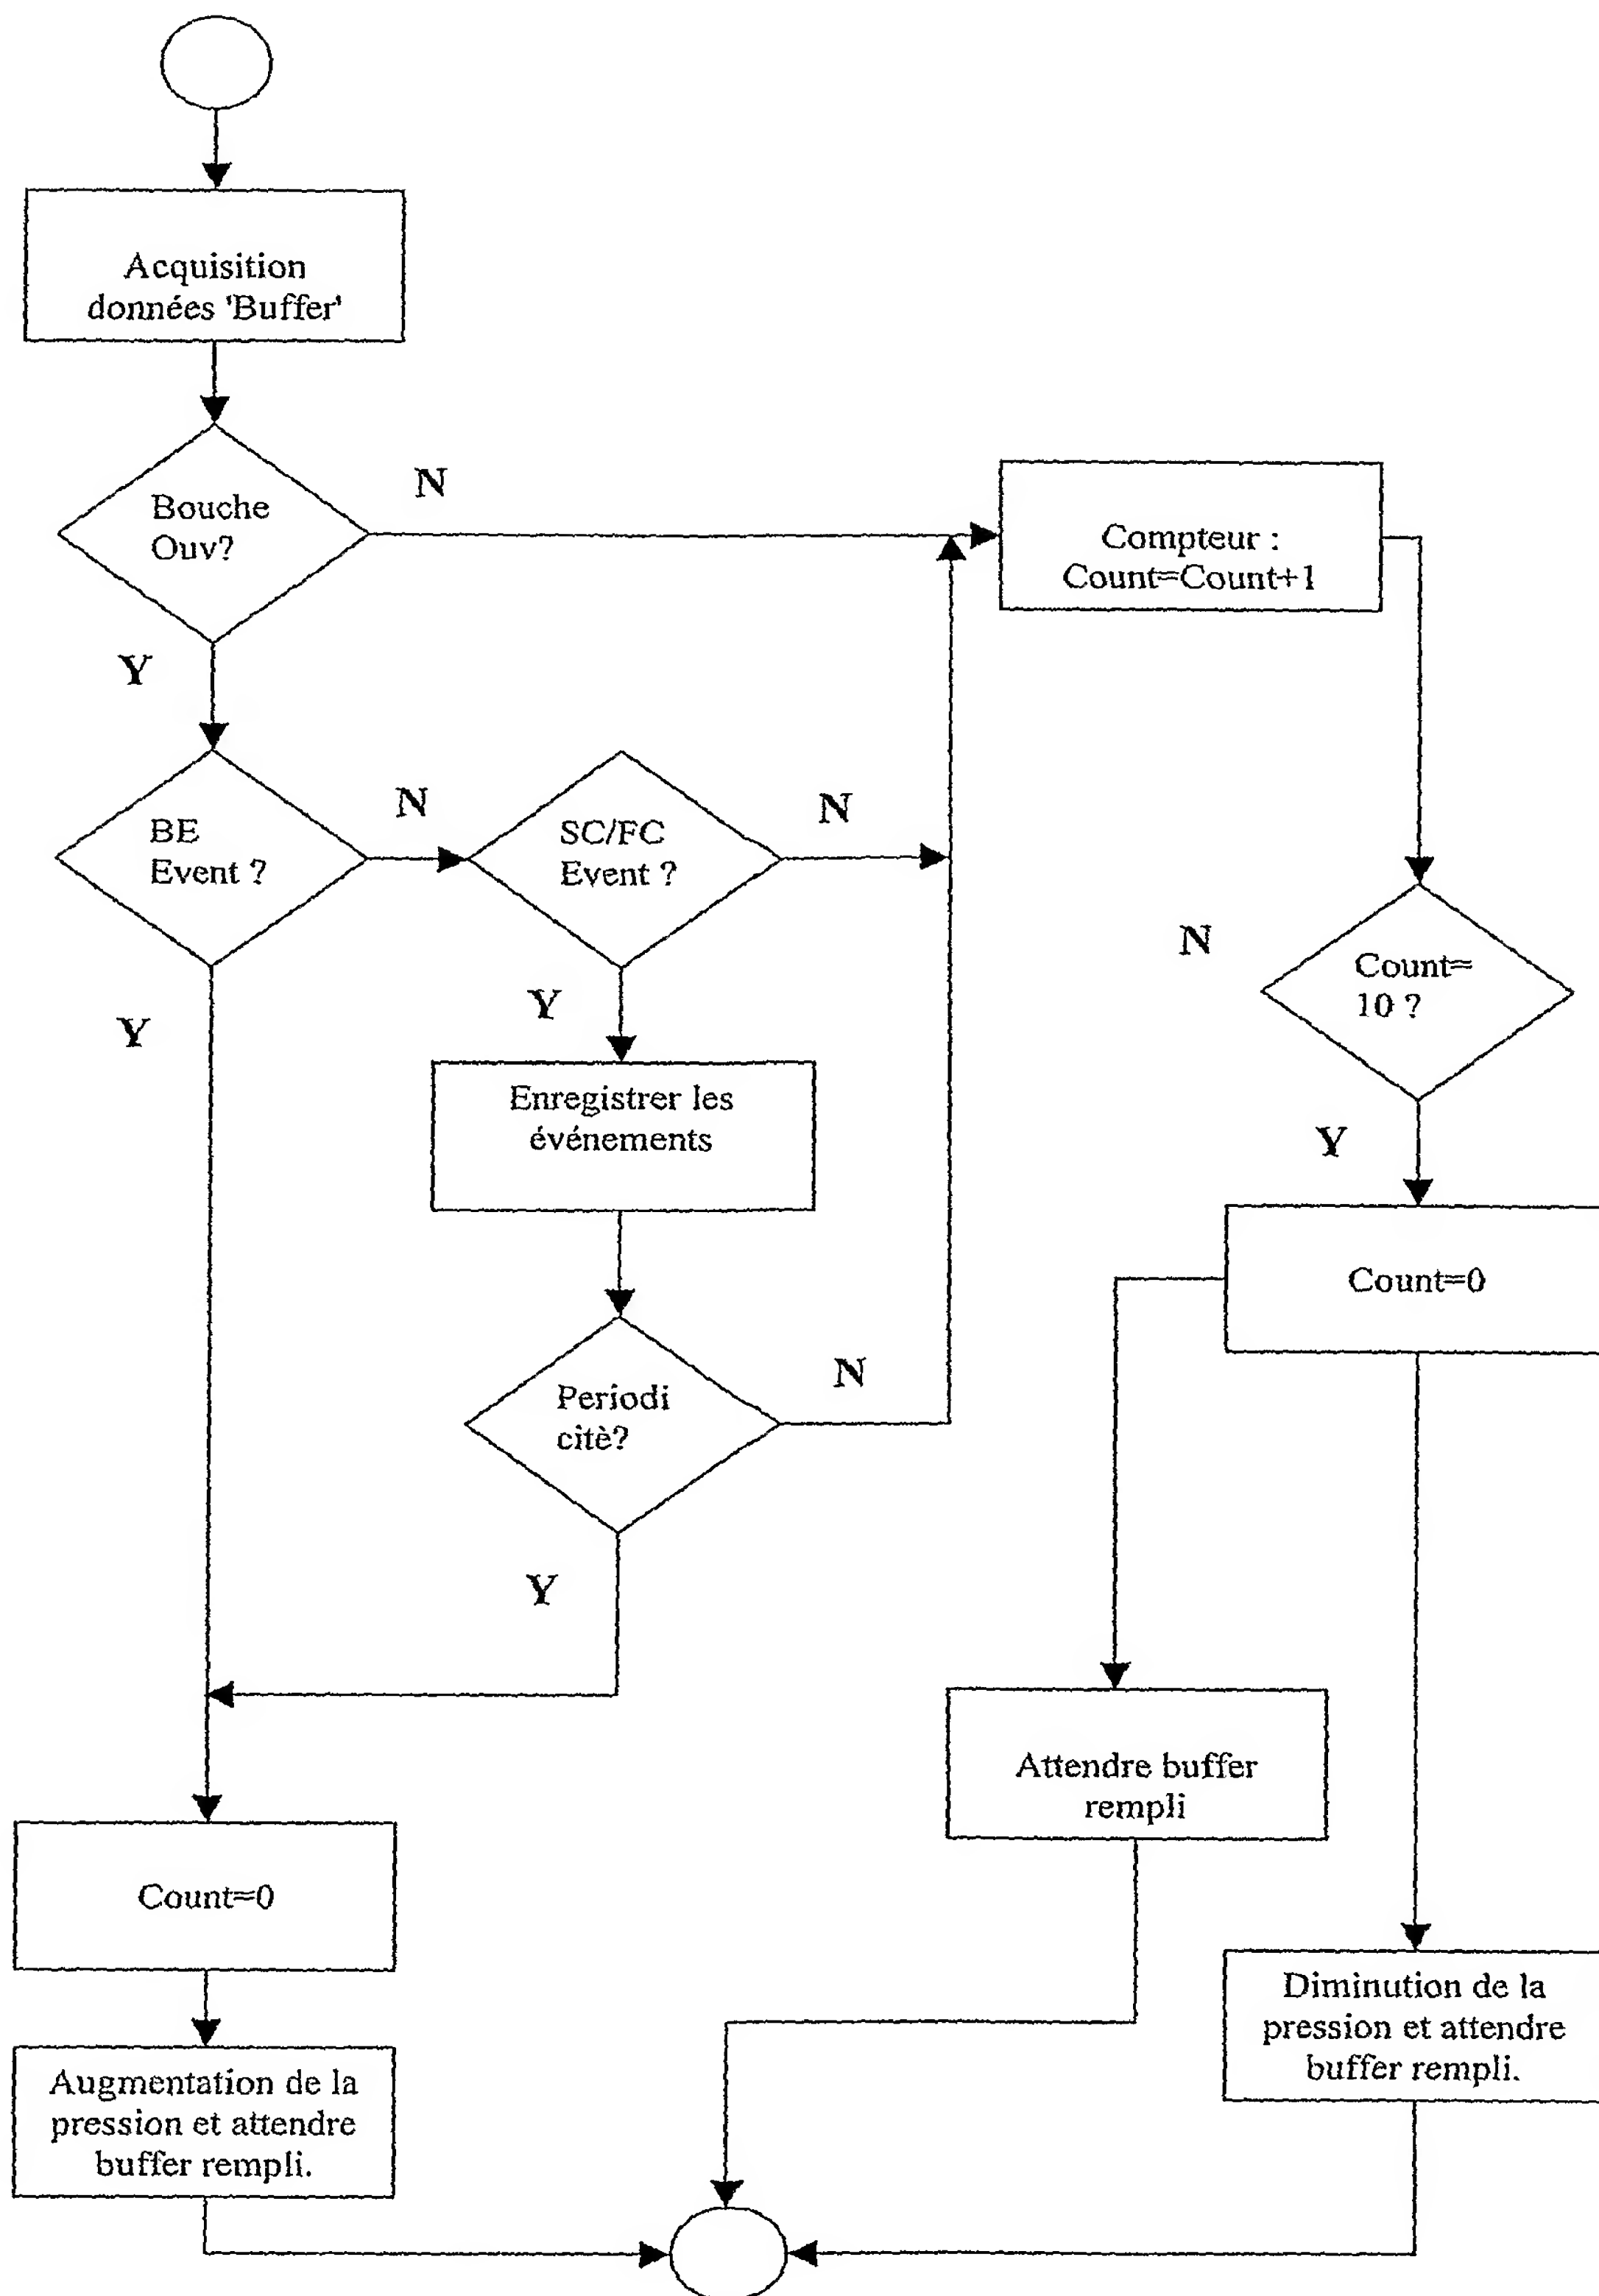 Acquisition
données 'Buffer'
Bouche
Ouv?
N
Y
Compteur :
Count=Count+1
BE
Event ?
N
SC/FC
Event ?
N
Y
Y
Enregistrer les
événements
N
Count=
10 ?
Y
Count=0
Periodi
citè?
N
Y
Attendre buffer
rempli
Count=0
Diminution de la
pression et attendre
buffer rempli.
Augmentation de la
pression et attendre
buffer rempli.